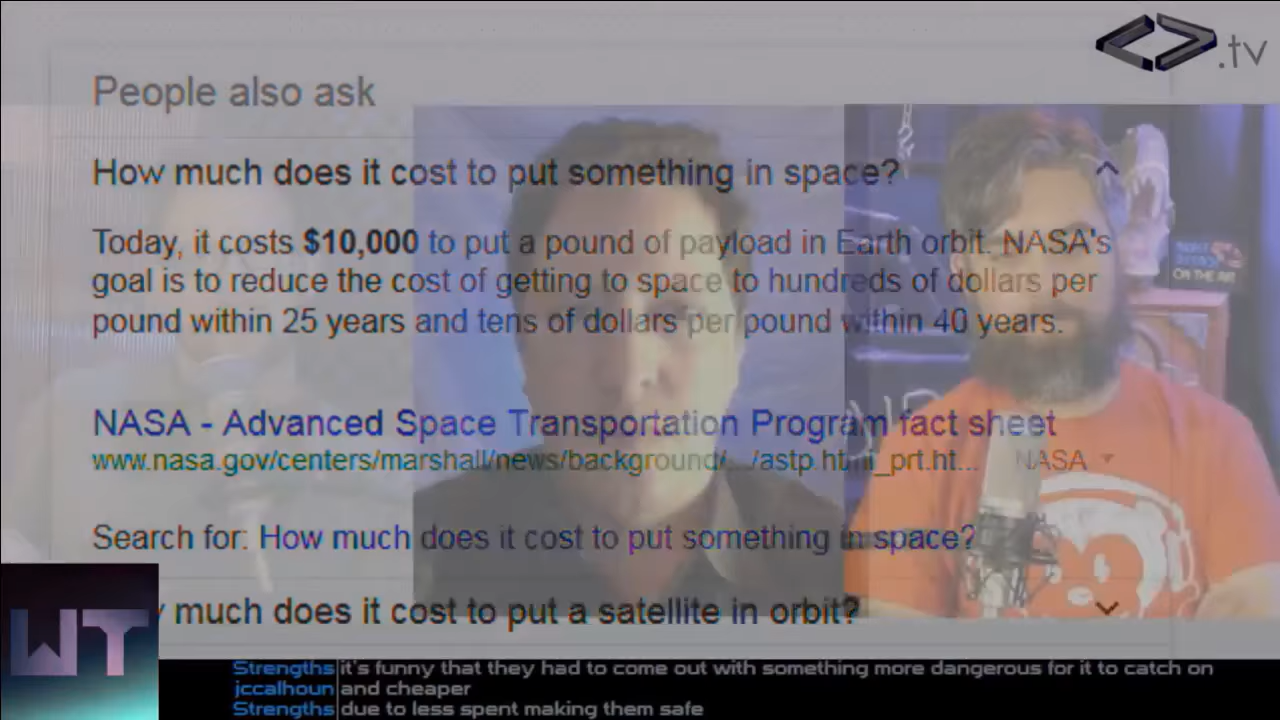 .tv
People also ask
How much does it cost to put something in space?
Today, it costs $10,000 to put a pound of payload in Earth orbit. NASA's
goal is to reduce the cost of getting to space to hundreds of dollars per
pound within 25 years and tens of dollars per pound within 40 years.
ON THE AIR
NASA - Advanced Space Transportation Program fact sheet
www.nasa.gov/centers/marshall/news/background/.../astp.html_prt.ht... NASA
Search for: How much does it cost to put something in space?
much does it cost to put a satellite in orbit?
WT
Strengths it's funny that they had to come out with something more dangerous for it to catch on
jccalhoun and cheaper
Strengths due to less spent making them safe